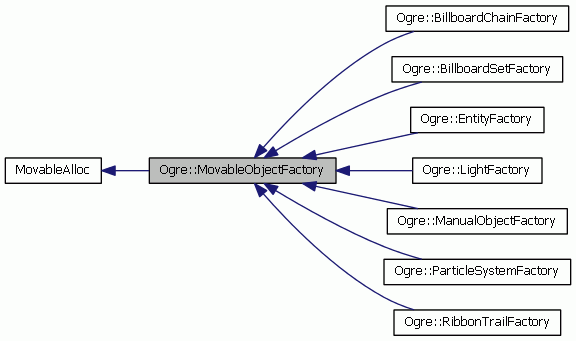 Ogre::BillboardChainFactory
Ogre::BillboardSetFactory
Ogre::EntityFactory
MovableAlloc
Ogre::MovableObjectFactory
Ogre::LightFactory
Ogre::ManualObjectFactory
Ogre::ParticleSystemFactory
Ogre::RibbonTrailFactory